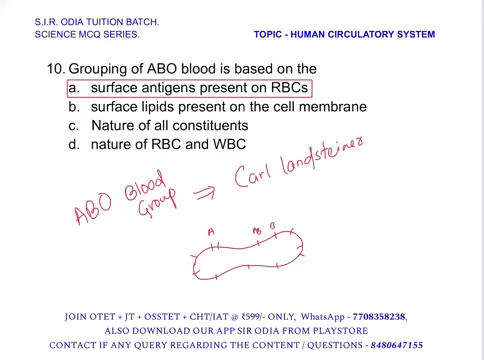 S.I.R. ODIA TUITION BATCH.
SCIENCE MCQ SERIES. TOPIC - HUMAN CIRCULATORY SYSTEM
10. Grouping of ABO blood is based on the
a. surface antigens present on RBCs
b. surface lipids present on the cell membrane
c. Nature of all constituents
d. nature of RBC and WBC
ABO Blood Group ⇒ Carl landsteiner
A AB B
JOIN OTET + JT + OSSTET + CHT/IAT @ ₹599/- ONLY, WhatsApp - 7708358238,
ALSO DOWNLOAD OUR APP SIR ODIA FROM PLAYSTORE
CONTACT IF ANY QUERY REGARDING THE CONTENT / QUESTIONS - 8480647155